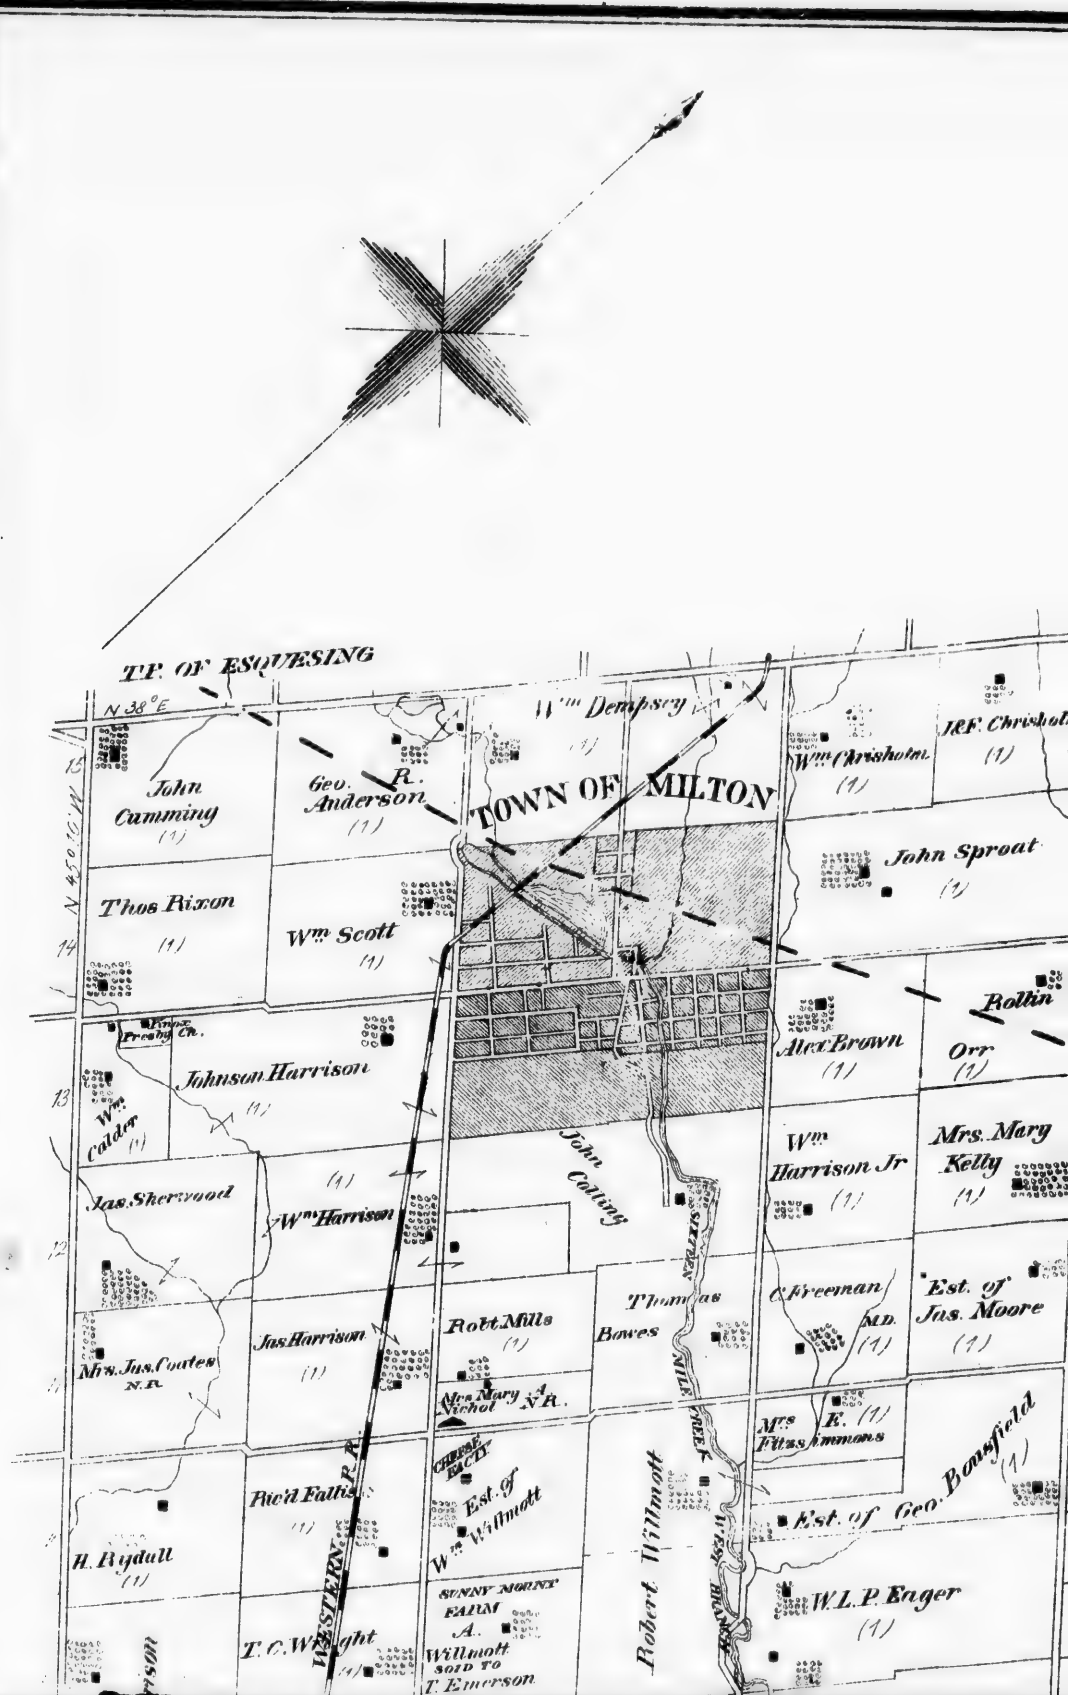 T.P. OF ESQUESING
N 38° E
Wm Dempsey
(1)
J.&F. Chrishol
(1)
Wm Chrisholm
(1)
15
John
Cumming
(1)
Geo. R.
Anderson
(1)
TOWN OF MILTON
John Sproat
(1)
N 45° 0' W
Thos Rixon
(1)
14
Wm Scott
(1)
Rollin
Orr
(1)
Knox
Presby Ch.
Alex Brown
(1)
Johnson Harrison
(1)
13
Wm
Calder
(1)
John
Colling
Wm
Harrison Jr
(1)
Mrs. Mary
Kelly
(1)
Jas. Sherwood
(1)
Wm Harrison
12
SIXTEEN
MILE CREEK
WEST BRANCH
Thomas
Bowes
C. Freeman
M.D.
(1)
Est. of
Jas. Moore
(1)
Robt Mills
(1)
Jas. Harrison
(1)
Mrs. Jas. Coates
N.R.
Mrs Mary A.
Nichol N.R.
Mrs E. (1)
Fitzsimmons
Bousfield
(1)
Est. of Geo.
CHEESE
FACTY
Est. of
Wm Willmott
Robert Willmott
Ric'd Fallis
(1)
WESTERN R.R.
H. Rydall
(1)
SUNNY MOUNT
FARM
A.
Willmott
SOLD TO
T. Emerson
W.L.P. Eager
(1)
T.C. Wright
(1)
rison